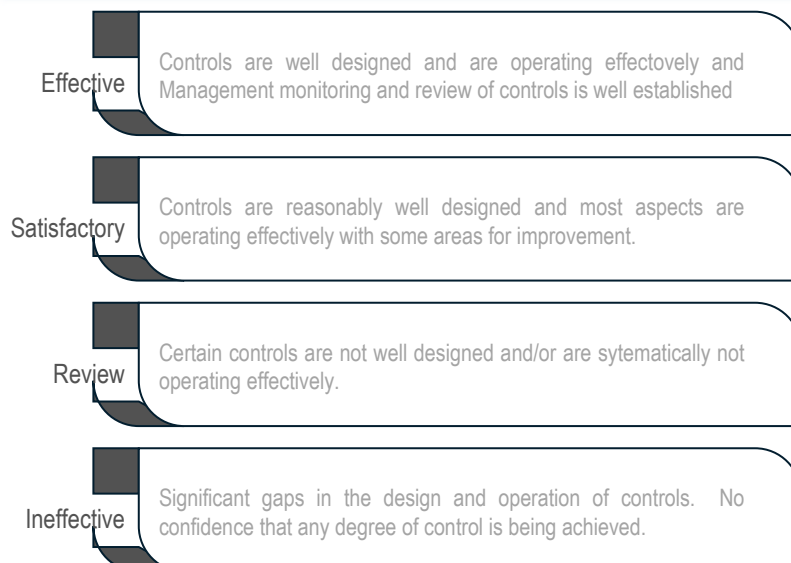 Effective
Controls are well designed and are operating effectovely and
Management monitoring and review of controls is well established
Satisfactory
Controls are reasonably well designed and most aspects are
operating effectively with some areas for improvement.
Review
Certain controls are not well designed and/or are sytematically not
operating effectively.
Ineffective
Significant gaps in the design and operation of controls. No
confidence that any degree of control is being achieved.